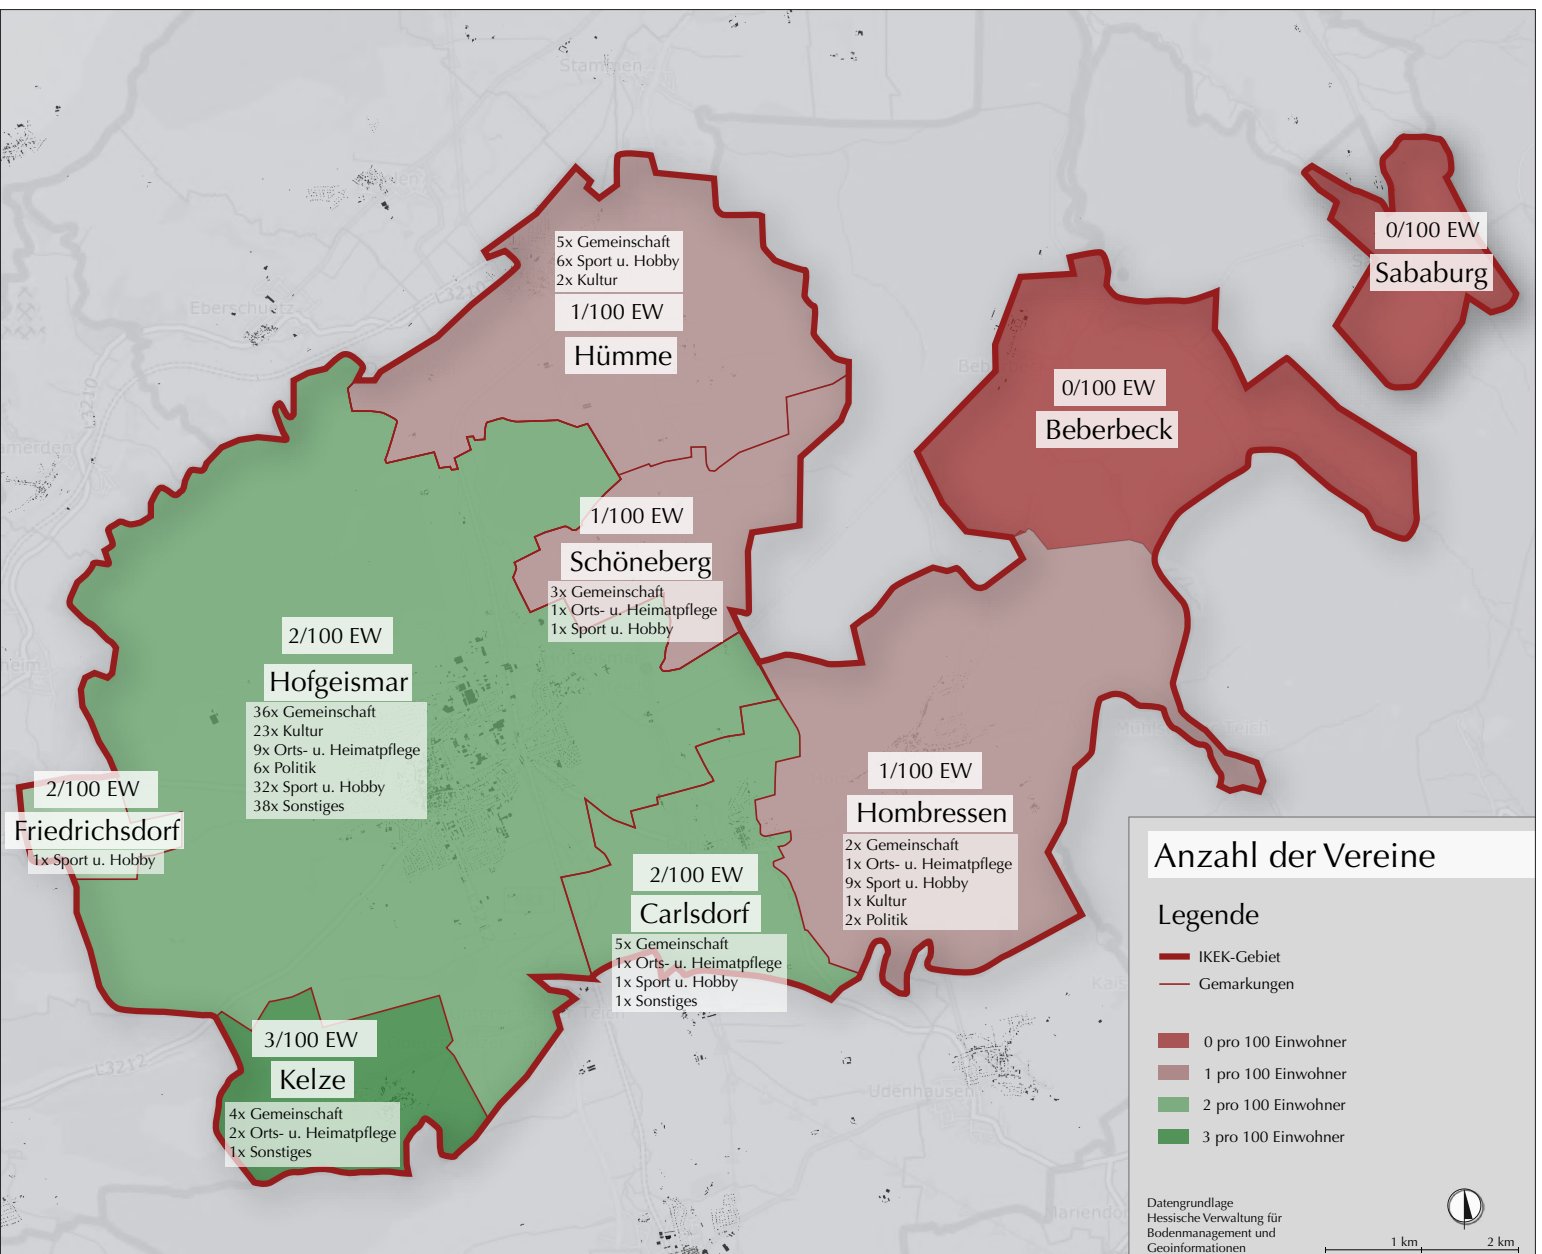 Stammen
5x Gemeinschaft
6x Sport u. Hobby
2x Kultur
1/100 EW
Hümme
L3210
Eberschuetz
L3210
0/100 EW
Sababurg
0/100 EW
Beberbeck
1/100 EW
Schöneberg
3x Gemeinschaft
1x Orts- u. Heimatpflege
1x Sport u. Hobby
2/100 EW
Hofgeismar
36x Gemeinschaft
23x Kultur
9x Orts- u. Heimatpflege
6x Politik
32x Sport u. Hobby
38x Sonstiges
2/100 EW
Friedrichsdorf
1x Sport u. Hobby
1/100 EW
Hombressen
2x Gemeinschaft
1x Orts- u. Heimatpflege
9x Sport u. Hobby
1x Kultur
2x Politik
2/100 EW
Carlsdorf
5x Gemeinschaft
1x Orts- u. Heimatpflege
1x Sport u. Hobby
1x Sonstiges
3/100 EW
Kelze
4x Gemeinschaft
2x Orts- u. Heimatpflege
1x Sonstiges
L3212
Udenhausen
Anzahl der Vereine
Legende
IKEK-Gebiet
Gemarkungen
0 pro 100 Einwohner
1 pro 100 Einwohner
2 pro 100 Einwohner
3 pro 100 Einwohner
Datengrundlage
Hessische Verwaltung für
Bodenmanagement und
Geoinformationen
1 km
2 km